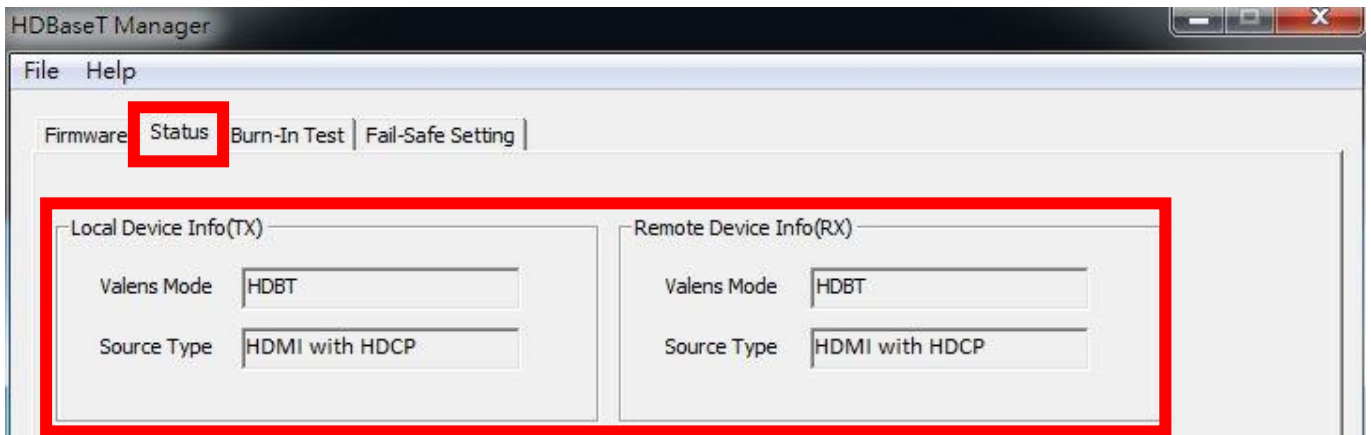 HDBaseT Manager
File Help
Firmware Status Burn-In Test Fail-Safe Setting
Local Device Info(TX) Remote Device Info(RX)
Valens Mode HDBT Valens Mode HDBT
Source Type HDMI with HDCP Source Type HDMI with HDCP